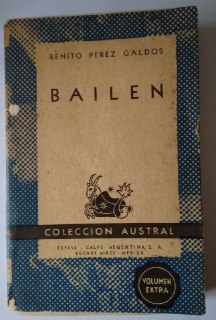 BENITO PEREZ GALDOS
BAILEN
COLECCION AUSTRAL
ESPASA - CALPE ARGENTINA, S. A.
BUENOS AIRES - MEXICO
VOLUMEN
EXTRA